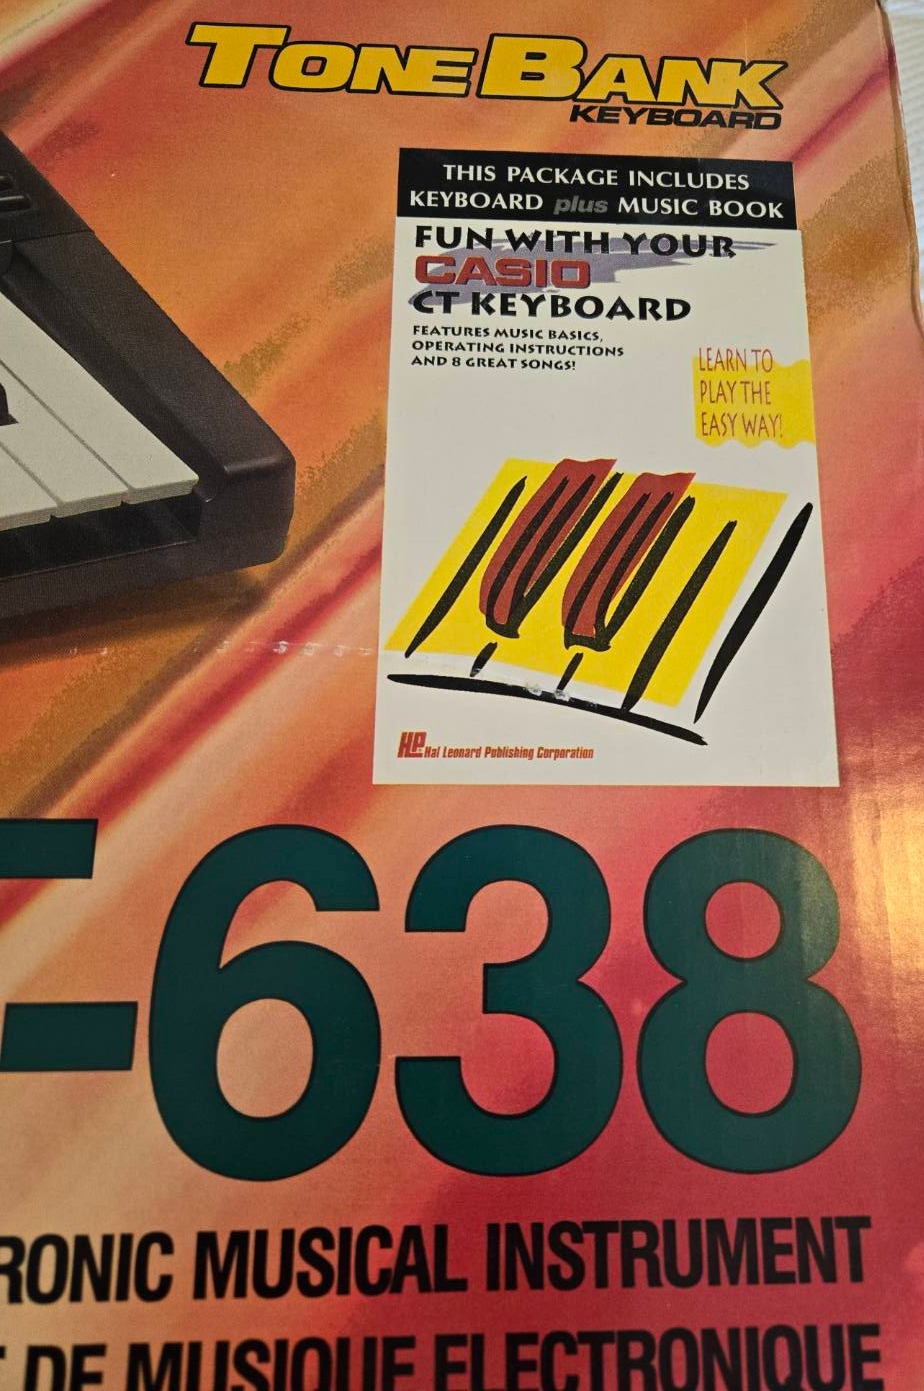 TONE BANK
KEYBOARD
THIS PACKAGE INCLUDES
KEYBOARD plus MUSIC BOOK
FUN WITH YOUR
CASIO
CT KEYBOARD
FEATURES MUSIC BASICS,
OPERATING INSTRUCTIONS
AND 8 GREAT SONGS!
LEARN TO
PLAY THE
EASY WAY!
HP Hal Leonard Publishing Corporation
-638
RONIC MUSICAL INSTRUMENT
DE MUSIQUE ELECTRONIQUE